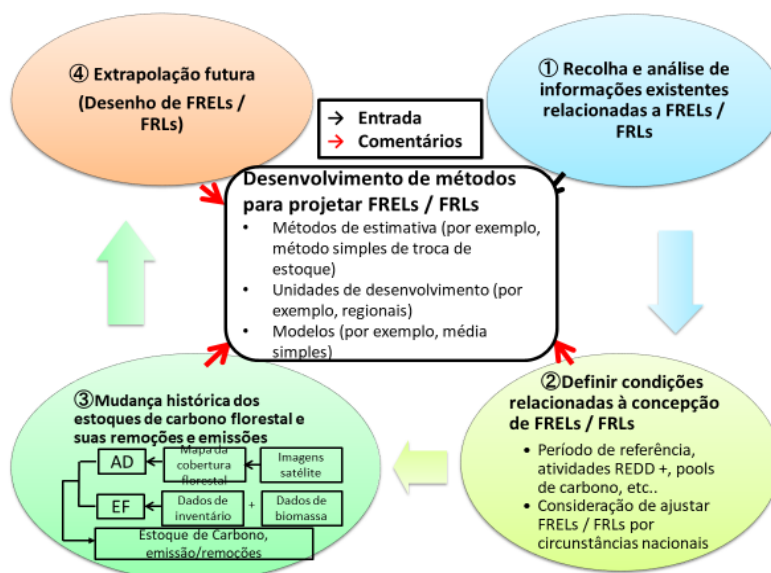 ④ Extrapolação futura
(Desenho de FRELs /
FRLs)
① Recolha e análise de
informações existentes
relacionadas a FRELs /
FRLs
→ Entrada
→ Comentários
Desenvolvimento de métodos
para projetar FRELs / FRLs
• Métodos de estimativa (por exemplo,
método simples de troca de
estoque)
• Unidades de desenvolvimento (por
exemplo, regionais)
• Modelos (por exemplo, média
simples)
②Definir condições
relacionadas à concepção
de FRELs / FRLs
• Período de referência,
atividades REDD +, pools
de carbono, etc..
• Consideração de ajustar
FRELs / FRLs por
circunstâncias nacionais
③Mudança histórica dos
estoques de carbono florestal e
suas remoções e emissões
AD
Mapa da
cobertura
florestal
Imagens
satélite
EF
Dados de
inventário
+
Dados de
biomassa
Estoque de Carbono,
emissão/remoções